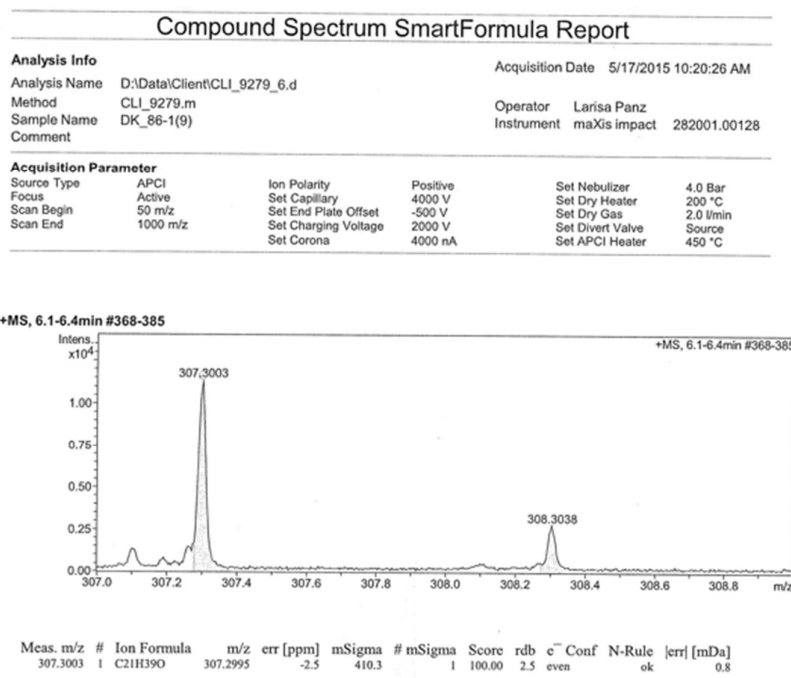 Compound Spectrum SmartFormula Report
Analysis Info
Acquisition Date 5/17/2015 10:20:26 AM
Analysis Name D:\Data\Client\CLI_9279_6.d
Method CLI_9279.m
Operator Larisa Panz
Sample Name DK_86-1(9)
Instrument maXis impact 282001.00128
Comment
Acquisition Parameter
Source Type APCI Ion Polarity Positive Set Nebulizer 4.0 Bar
Focus Active Set Capillary 4000 V Set Dry Heater 200 °C
Scan Begin 50 m/z Set End Plate Offset -500 V Set Dry Gas 2.0 l/min
Scan End 1000 m/z Set Charging Voltage 2000 V Set Divert Valve Source
Set Corona 4000 nA Set APCI Heater 450 °C
+MS, 6.1-6.4min #368-385
Intens.
x10⁴
+MS, 6.1-6.4min #368-385
307.3003
1.00
0.75
0.50
308.3038
0.25
0.00
307.0 307.2 307.4 307.6 307.8 308.0 308.2 308.4 308.6 308.8 m/z
Meas. m/z # Ion Formula m/z err [ppm] mSigma # mSigma Score rdb e⁻ Conf N-Rule |err| [mDa]
307.3003 1 C21H39O 307.2995 -2.5 410.3 1 100.00 2.5 even ok 0.8